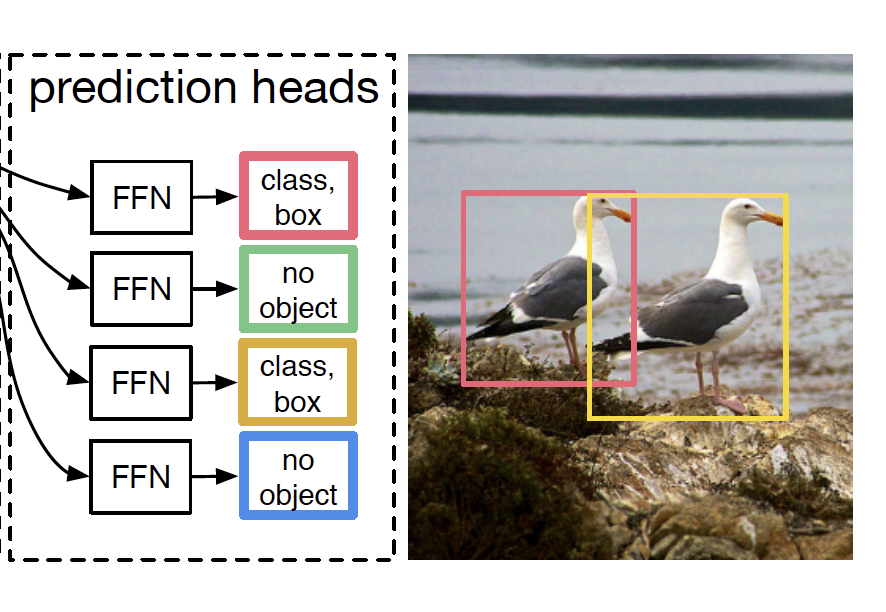 prediction heads
FFN
class,
box
FFN
no
object
FFN
class,
box
FFN
no
object